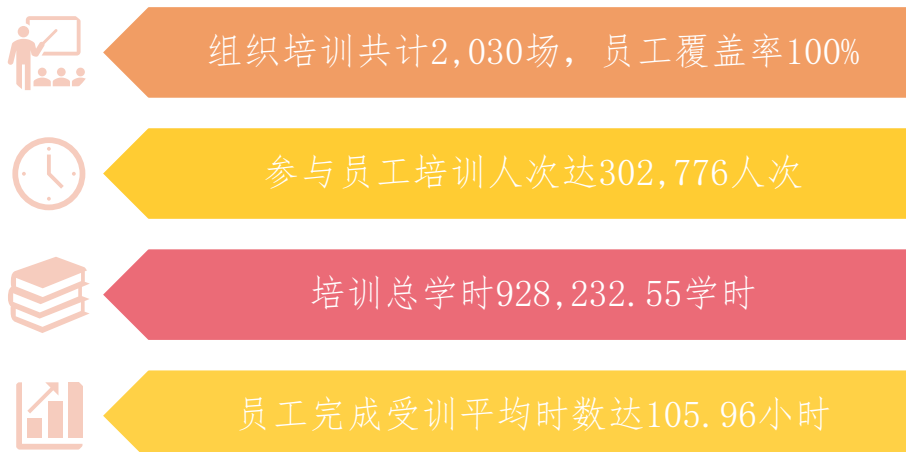 组织培训共计2,030场，员工覆盖率100%
参与员工培训人次达302,776人次
培训总学时928,232.55学时
员工完成受训平均时数达105.96小时